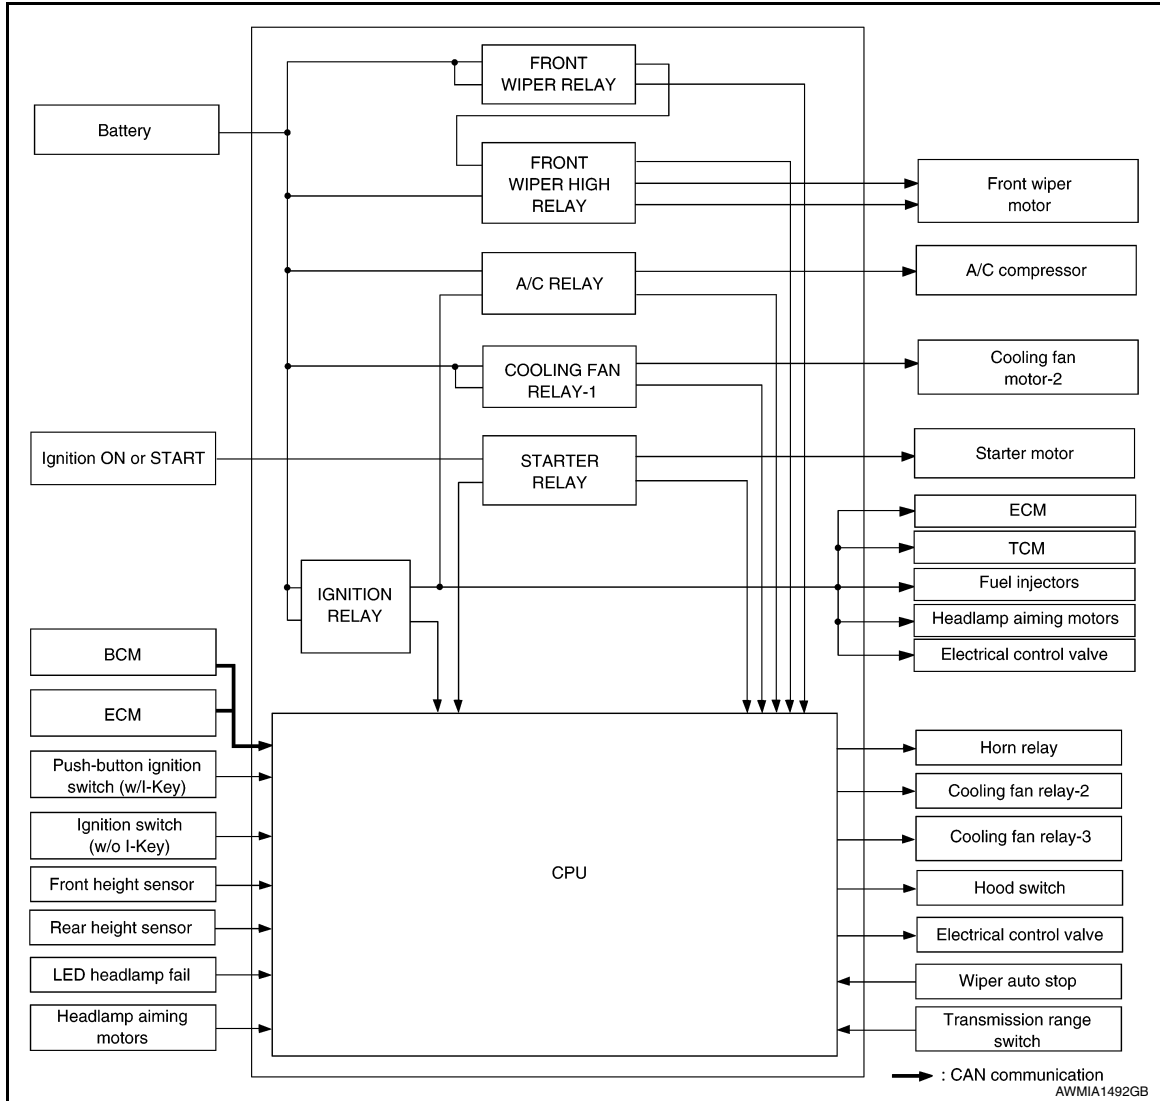 FRONT
WIPER RELAY
Battery
FRONT
WIPER HIGH
RELAY
Front wiper
motor
A/C RELAY
A/C compressor
COOLING FAN
RELAY-1
Cooling fan
motor-2
Ignition ON or START
STARTER
RELAY
Starter motor
ECM
TCM
IGNITION
RELAY
Fuel injectors
Headlamp aiming motors
Electrical control valve
BCM
ECM
Push-button ignition
switch (w/I-Key)
Ignition switch
(w/o I-Key)
Front height sensor
Rear height sensor
LED headlamp fail
Headlamp aiming
motors
CPU
Horn relay
Cooling fan relay-2
Cooling fan relay-3
Hood switch
Electrical control valve
Wiper auto stop
Transmission range
switch
: CAN communication
AWMIA1492GB